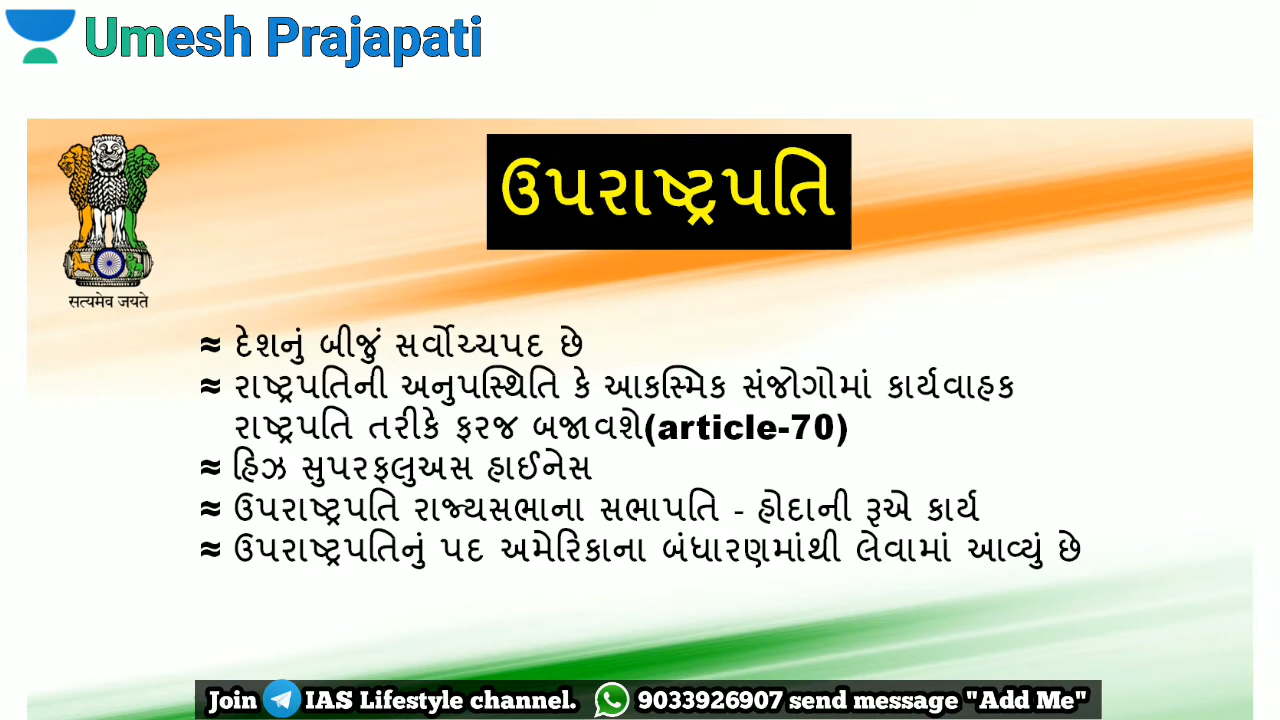 Umesh Prajapati
ઉપરાષ્ટ્રપતિ
सत्यमेव जयते
≈ દેશનું બીજું સર્વોચ્ચપદ છે
≈ રાષ્ટ્રપતિની અનુપસ્થિતિ કે આકસ્મિક સંજોગોમાં કાર્યવાહક
રાષ્ટ્રપતિ તરીકે ફરજ બજાવશે(article-70)
≈ હિઝ સુપરફલુઅસ હાઈનેસ
≈ ઉપરાષ્ટ્રપતિ રાજ્યસભાના સભાપતિ - હોદાની રૂએ કાર્ય
≈ ઉપરાષ્ટ્રપતિનું પદ અમેરિકાના બંધારણમાંથી લેવામાં આવ્યું છે
Join IAS Lifestyle channel. 9033926907 send message "Add Me"